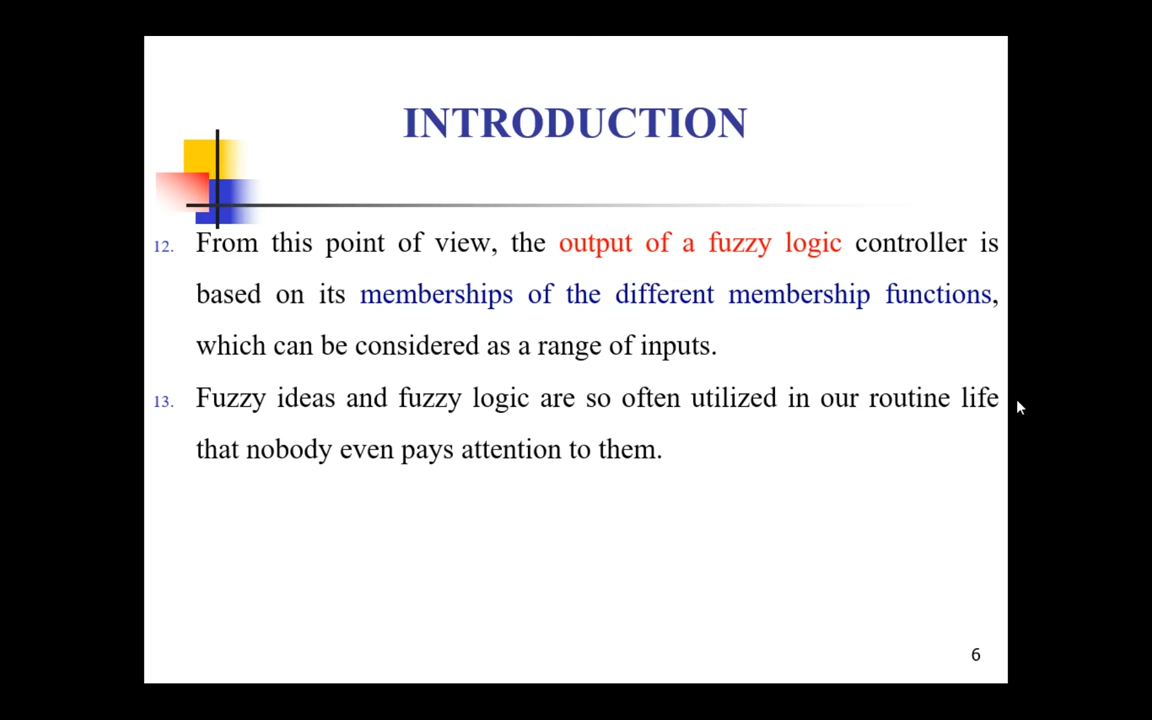 INTRODUCTION
12. From this point of view, the output of a fuzzy logic controller is
based on its memberships of the different membership functions,
which can be considered as a range of inputs.
13. Fuzzy ideas and fuzzy logic are so often utilized in our routine life
that nobody even pays attention to them.
6